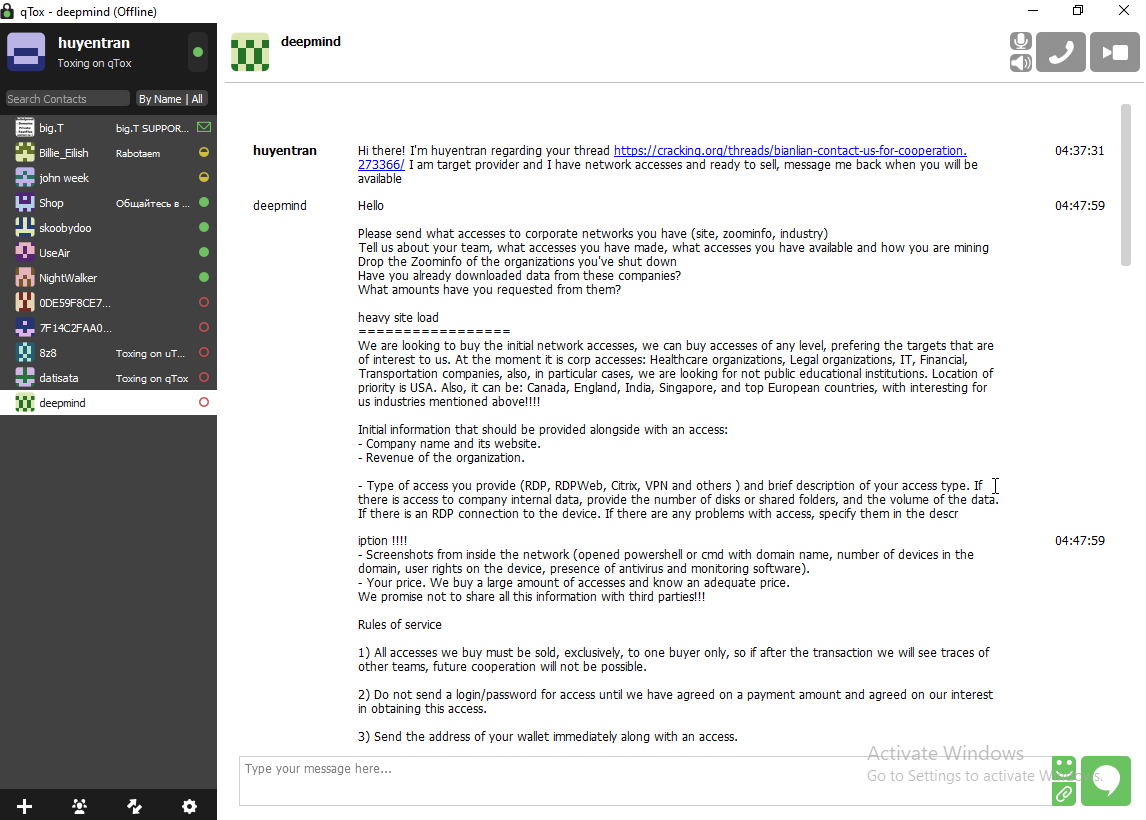 qTox - deepmind (Offline)
huyentran
Toxing on qTox
Search Contacts
By Name | All
big.T big.T SUPPOR...
Billie_Eilish Rabotaem
john week
Shop Общайтесь в ...
skoobydoo
UseAir
NightWalker
0DE59F8CE7...
7F14C2FAA0...
8z8 Toxing on uT...
datisata Toxing on qTox
deepmind
deepmind
huyentran Hi there! I'm huyentran regarding your thread https://cracking.org/threads/bianlian-contact-us-for-cooperation. 04:37:31
273366/ I am target provider and I have network accesses and ready to sell, message me back when you will be
available
deepmind Hello 04:47:59
Please send what accesses to corporate networks you have (site, zoominfo, industry)
Tell us about your team, what accesses you have made, what accesses you have available and how you are mining
Drop the Zoominfo of the organizations you've shut down
Have you already downloaded data from these companies?
What amounts have you requested from them?
heavy site load
=================
We are looking to buy the initial network accesses, we can buy accesses of any level, prefering the targets that are
of interest to us. At the moment it is corp accesses: Healthcare organizations, Legal organizations, IT, Financial,
Transportation companies, also, in particular cases, we are looking for not public educational institutions. Location of
priority is USA. Also, it can be: Canada, England, India, Singapore, and top European countries, with interesting for
us industries mentioned above!!!!
Initial information that should be provided alongside with an access:
- Company name and its website.
- Revenue of the organization.
- Type of access you provide (RDP, RDPWeb, Citrix, VPN and others ) and brief description of your access type. If
there is access to company internal data, provide the number of disks or shared folders, and the volume of the data.
If there is an RDP connection to the device. If there are any problems with access, specify them in the descr
iption !!!! 04:47:59
- Screenshots from inside the network (opened powershell or cmd with domain name, number of devices in the
domain, user rights on the device, presence of antivirus and monitoring software).
- Your price. We buy a large amount of accesses and know an adequate price.
We promise not to share all this information with third parties!!!
Rules of service
1) All accesses we buy must be sold, exclusively, to one buyer only, so if after the transaction we will see traces of
other teams, future cooperation will not be possible.
2) Do not send a login/password for access until we have agreed on a payment amount and agreed on our interest
in obtaining this access.
3) Send the address of your wallet immediately along with an access.
Type your message here...
Activate Windows
Go to Settings to activate